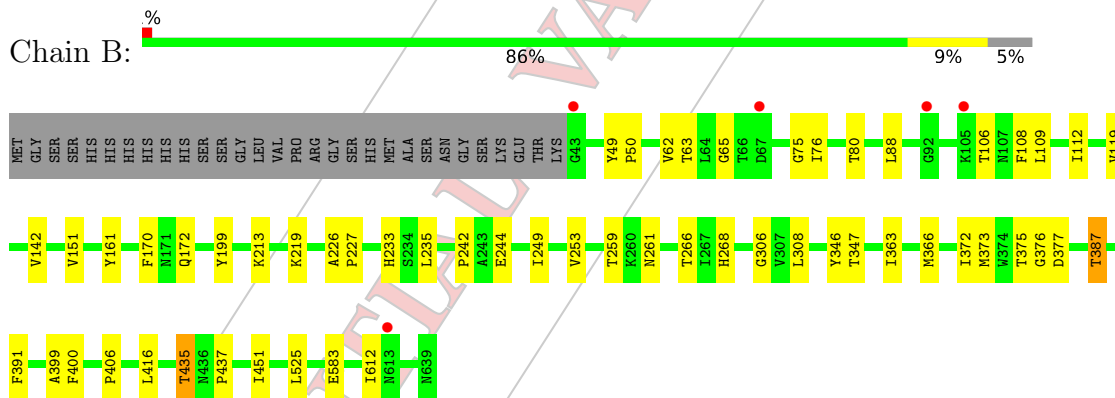 .%
Chain B:
86% 9% 5%
MET GLY SER SER HIS HIS HIS HIS HIS HIS SER SER GLY LEU VAL PRO ARG GLY SER HIS MET ALA SER ASN GLY SER LYS GLU THR LYS G43 Y49 P50 V62 T63 L64 G65 T66 D67 G75 I76 T80 L88 G92 K105 T106 N107 F108 L109 I112 V119
V142 V151 Y161 F170 N171 Q172 Y199 K213 K219 A226 P227 H233 S234 L235 P242 A243 E244 I249 V253 T259 K260 N261 T266 I267 H268 G306 V307 L308 Y346 T347 I363 M366 I372 M373 W374 T375 G376 D377 T387
F391 A399 F400 P406 L416 T435 N436 P437 I451 L525 E583 I612 N613 N639